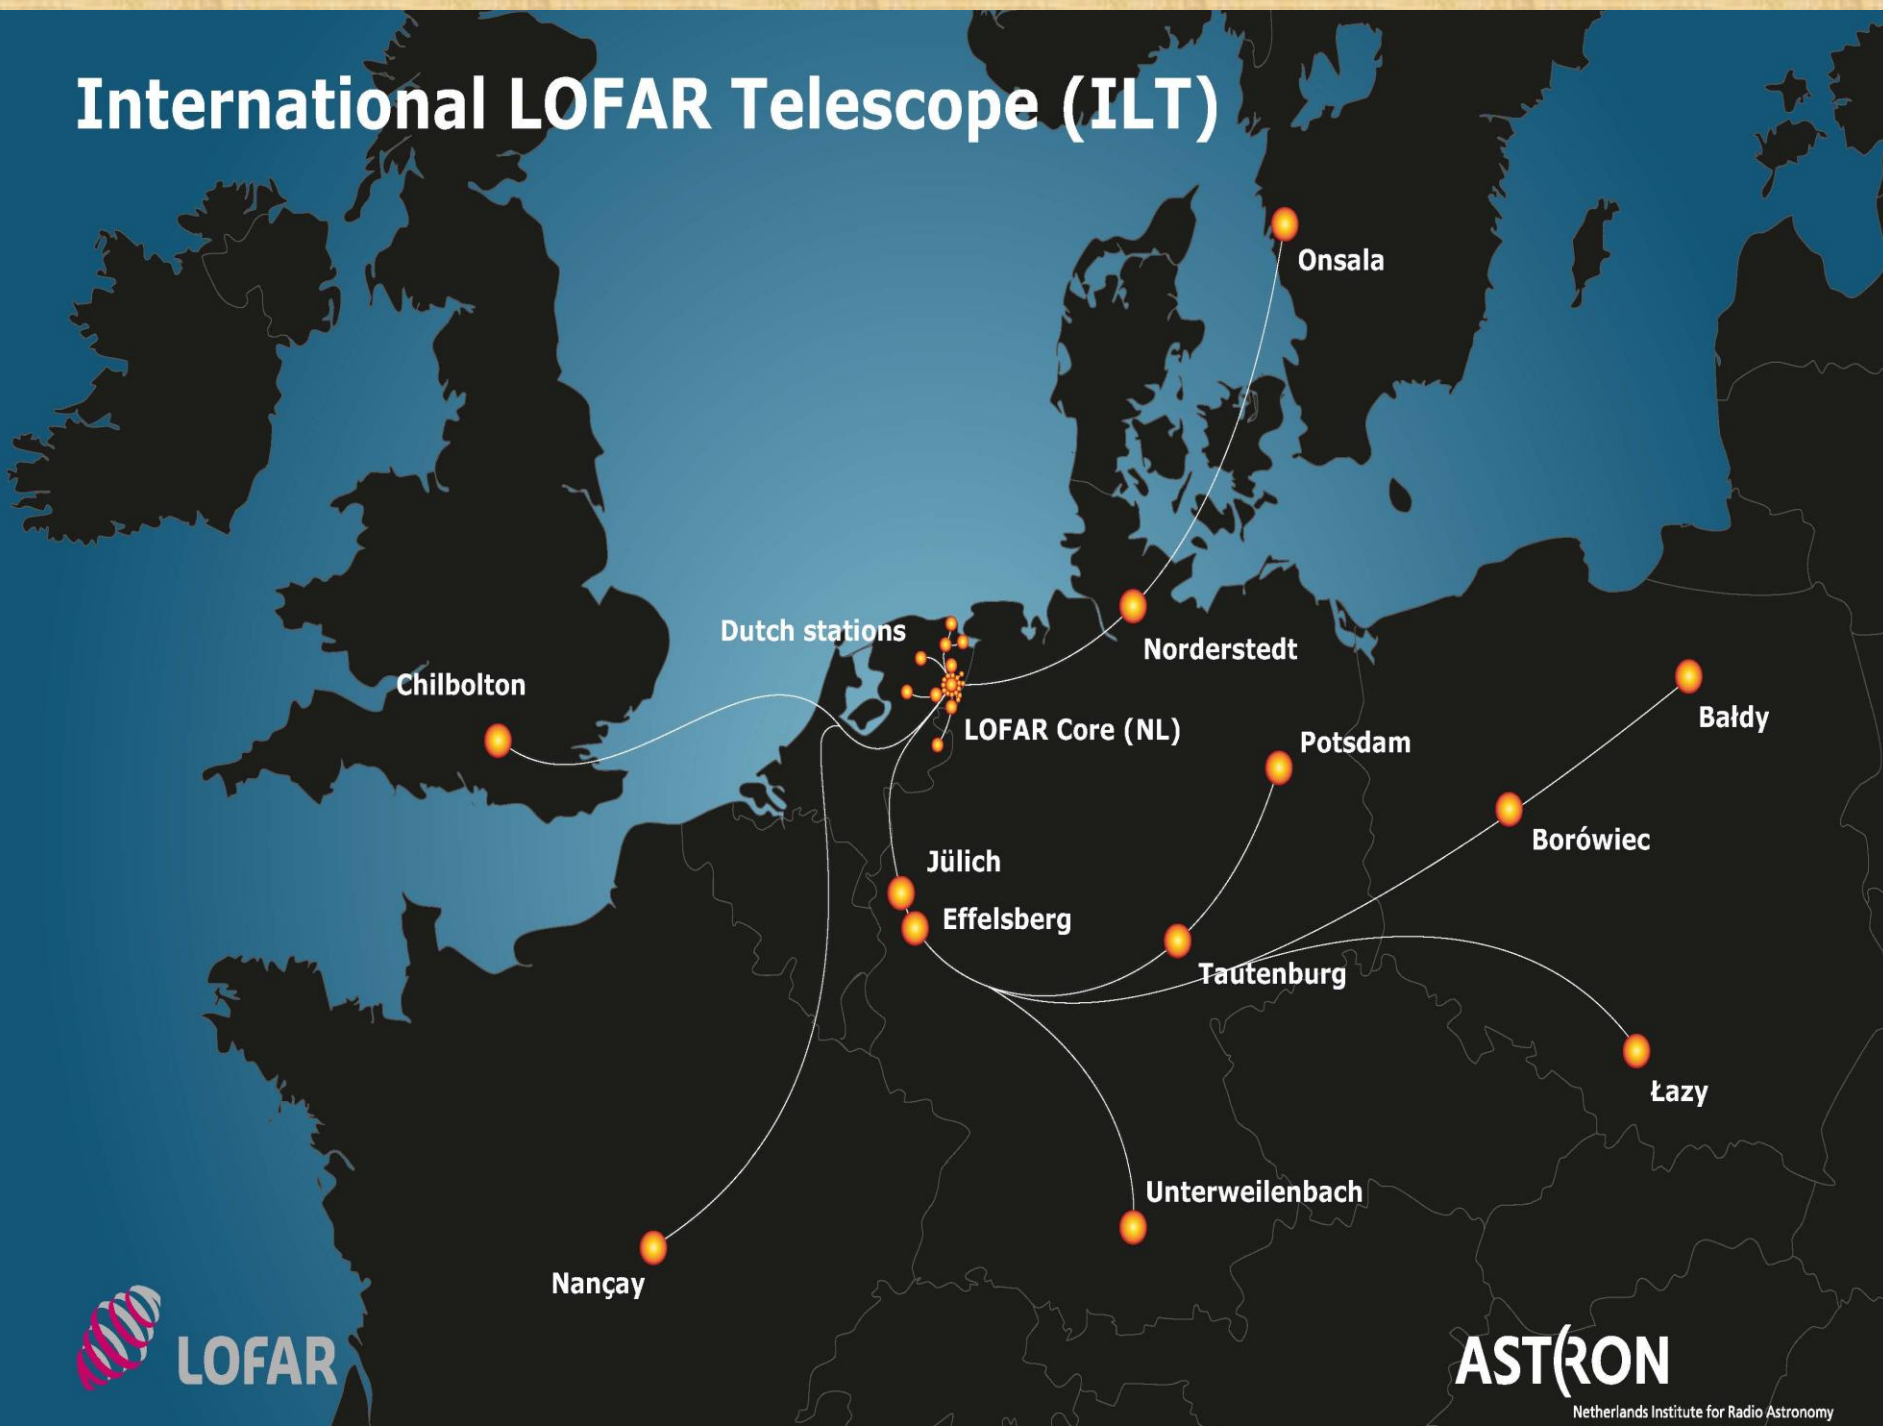 International LOFAR Telescope (ILT)
Onsala
Dutch stations
Norderstedt
Chilbolton
Bałdy
LOFAR Core (NL)
Potsdam
Borówiec
Jülich
Effelsberg
Tautenburg
Łazy
Unterweilenbach
Nançay
LOFAR
ASTRON
Netherlands Institute for Radio Astronomy